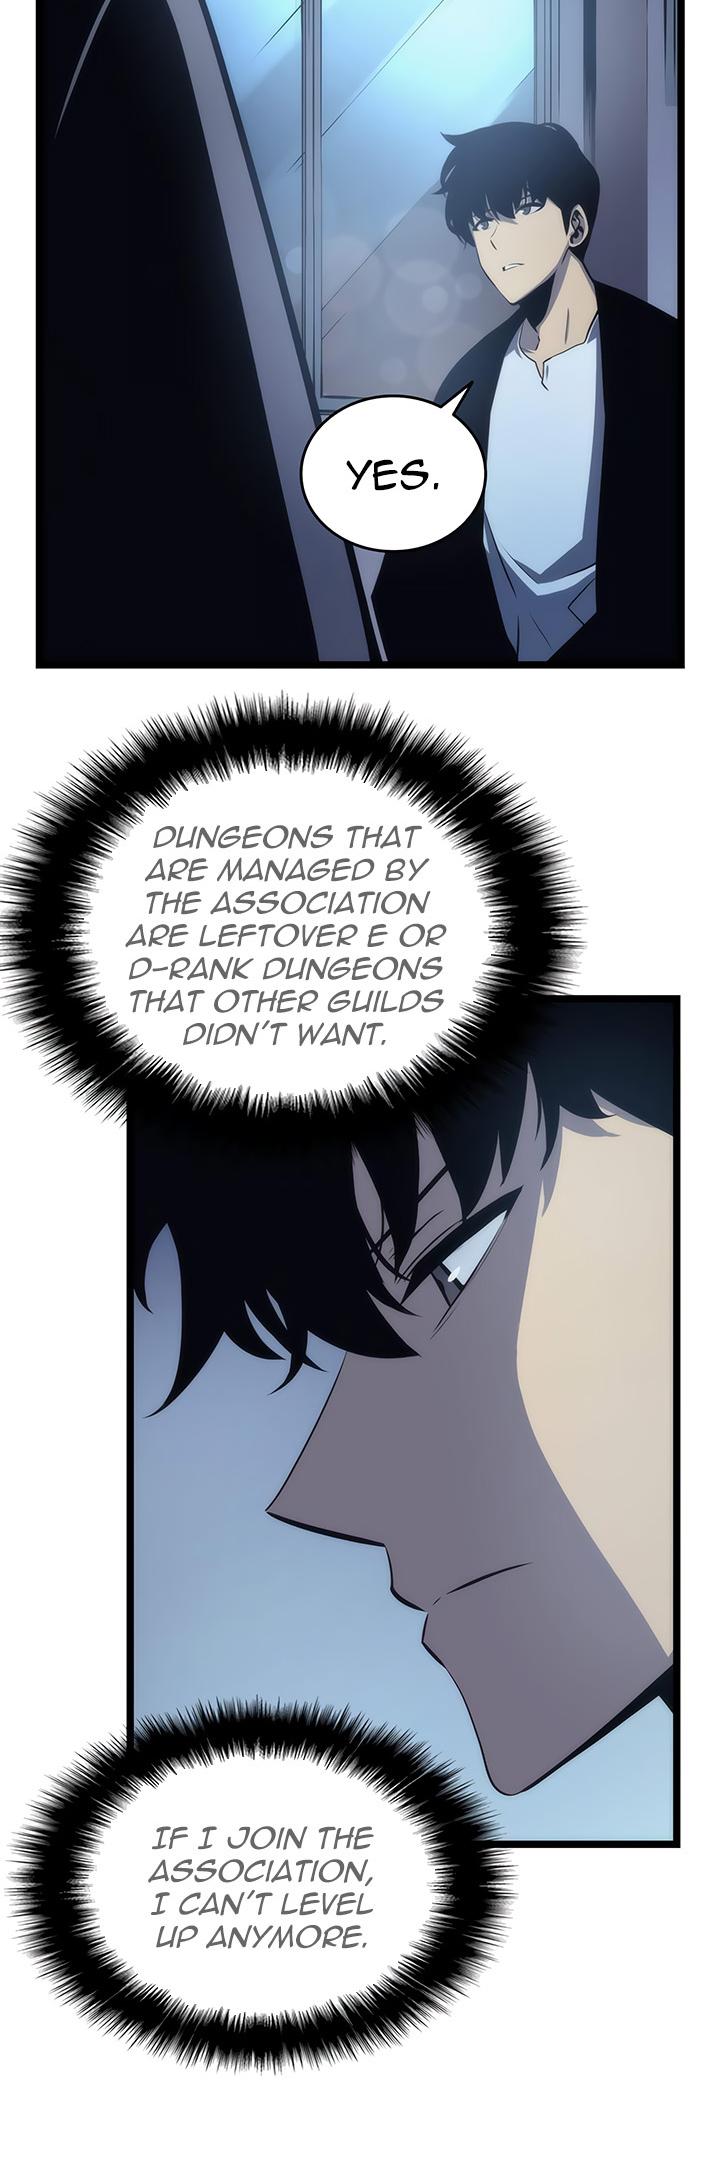 YES.
DUNGEONS THAT
ARE MANAGED BY
THE ASSOCIATION
ARE LEFTOVER E OR
D-RANK DUNGEONS
THAT OTHER GUILDS
DIDN'T WANT.
IF I JOIN THE
ASSOCIATION,
I CAN'T LEVEL
UP ANYMORE.